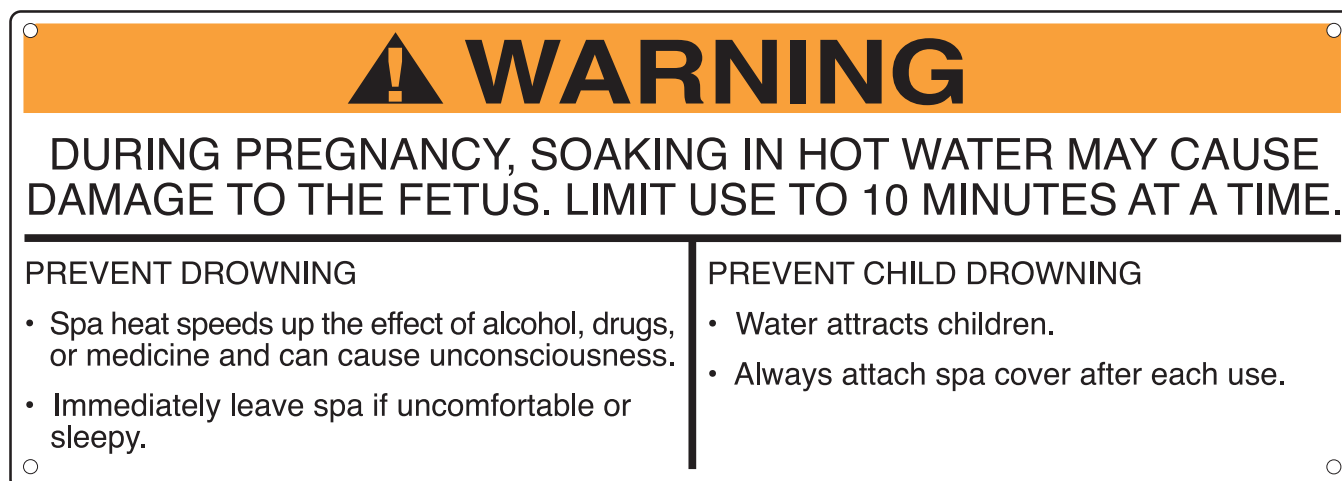 WARNING
DURING PREGNANCY, SOAKING IN HOT WATER MAY CAUSE
DAMAGE TO THE FETUS. LIMIT USE TO 10 MINUTES AT A TIME.
PREVENT DROWNING
• Spa heat speeds up the effect of alcohol, drugs,
or medicine and can cause unconsciousness.
• Immediately leave spa if uncomfortable or
sleepy.
PREVENT CHILD DROWNING
• Water attracts children.
• Always attach spa cover after each use.